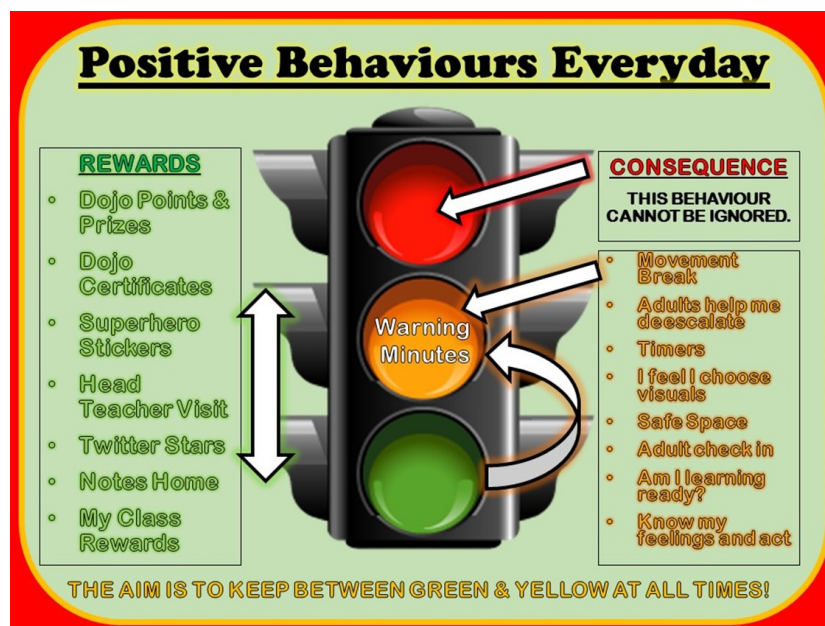 Positive Behaviours Everyday
REWARDS
• Dojo Points &
Prizes
• Dojo
Certificates
• Superhero
Stickers
• Head
Teacher Visit
• Twitter Stars
• Notes Home
• My Class
Rewards
Warning
Minutes
CONSEQUENCE
THIS BEHAVIOUR
CANNOT BE IGNORED.
• Movement
Break
• Adults help me
deescalate
• Timers
• I feel I choose
visuals
• Safe Space
• Adult check in
• Am I learning
ready?
• Know my
feelings and act
THE AIM IS TO KEEP BETWEEN GREEN & YELLOW AT ALL TIMES!